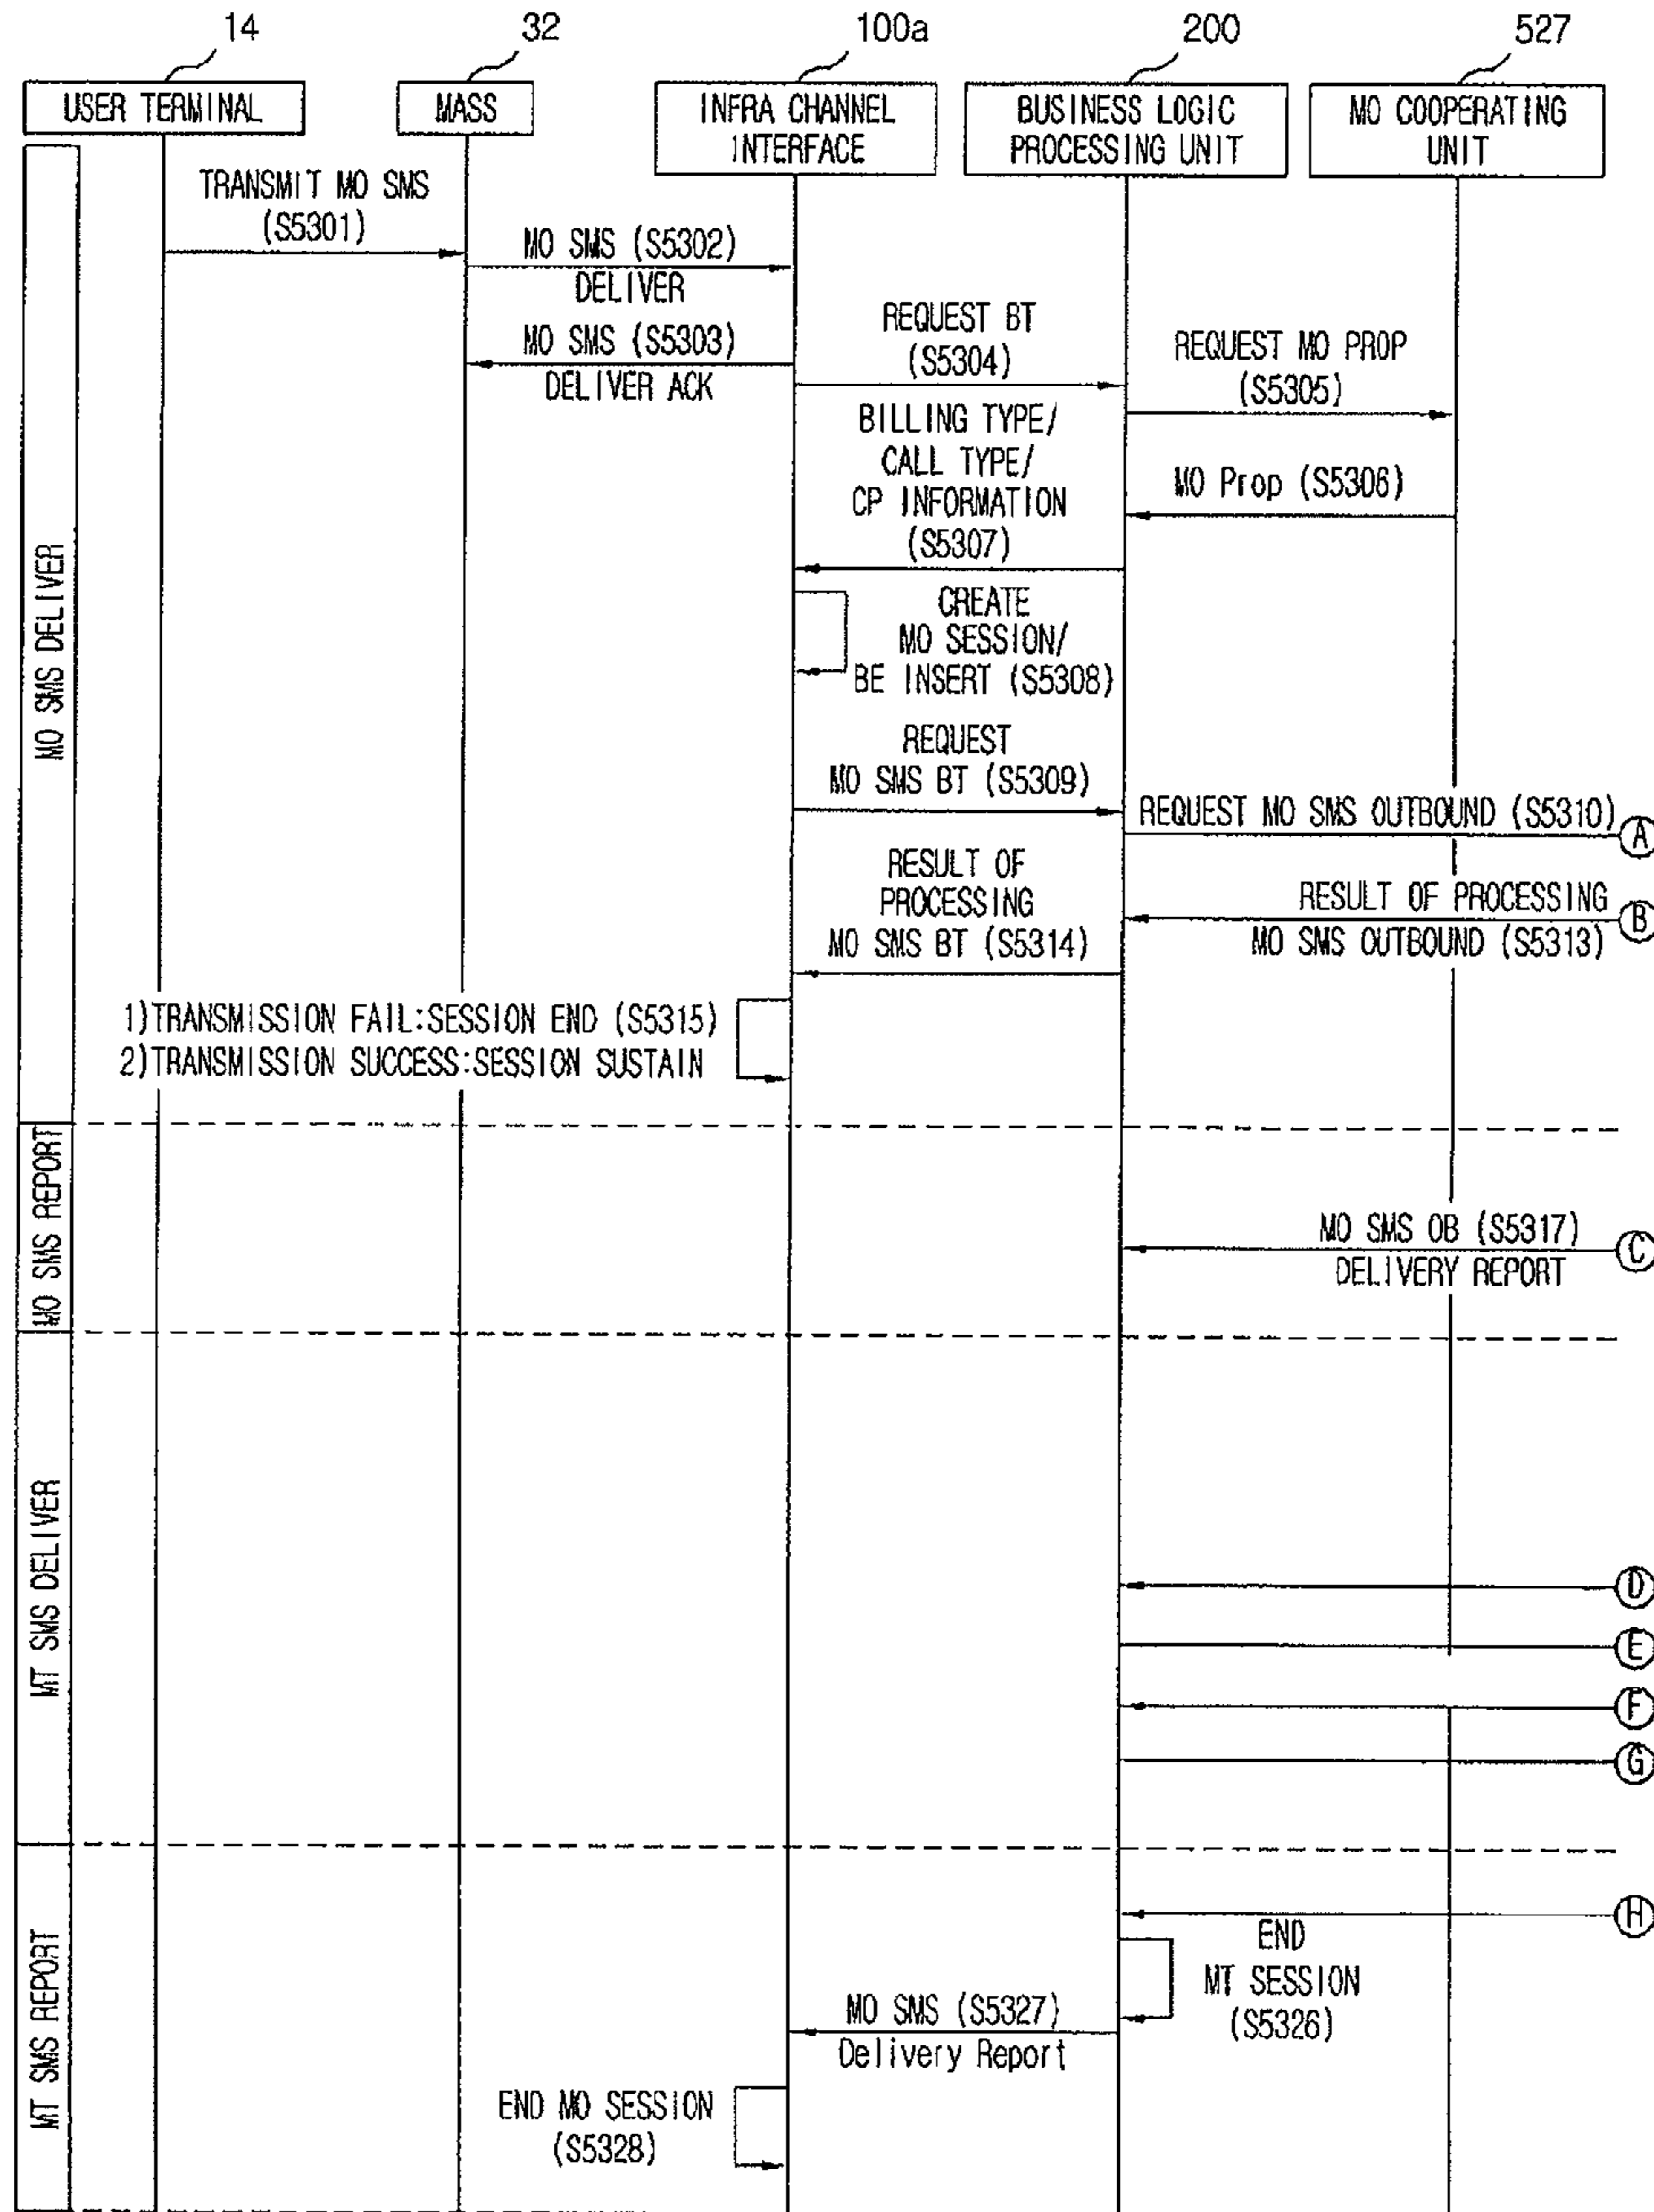 14
32
100a
200
527
USER TERMINAL
MASS
INFRA CHANNEL
INTERFACE
BUSINESS LOGIC
PROCESSING UNIT
MO COOPERATING
UNIT
MO SMS DELIVER
TRANSMIT MO SMS
(S5301)
MO SMS (S5302)
DELIVER
MO SMS (S5303)
DELIVER ACK
REQUEST BT
(S5304)
REQUEST MO PROP
(S5305)
MO Prop (S5306)
BILLING TYPE/
CALL TYPE/
CP INFORMATION
(S5307)
CREATE
MO SESSION/
BE INSERT (S5308)
REQUEST
MO SMS BT (S5309)
REQUEST MO SMS OUTBOUND (S5310)
A
RESULT OF PROCESSING
MO SMS OUTBOUND (S5313)
B
RESULT OF
PROCESSING
MO SMS BT (S5314)
1)TRANSMISSION FAIL:SESSION END (S5315)
2)TRANSMISSION SUCCESS:SESSION SUSTAIN
MO SMS REPORT
MO SMS OB (S5317)
DELIVERY REPORT
C
MT SMS DELIVER
D
E
F
G
MT SMS REPORT
H
END
MT SESSION
(S5326)
MO SMS (S5327)
Delivery Report
END MO SESSION
(S5328)